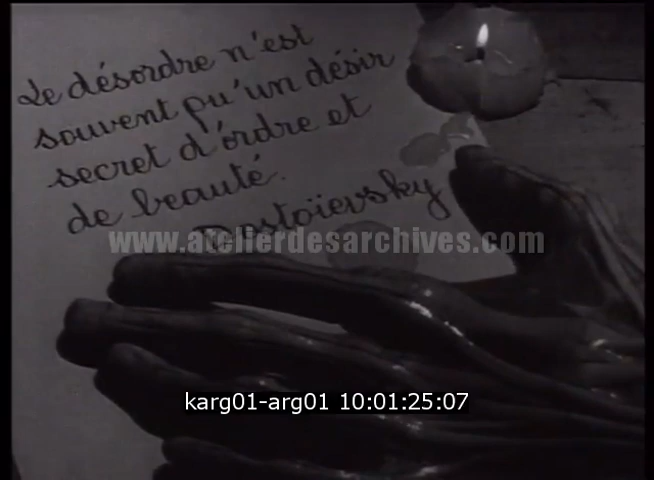 Le désordre n'est
souvent qu'un désir
secret d'ordre et
de beauté.
Dostoïevsky
www.atelierdesarchives.com
karg01-arg01 10:01:25:07